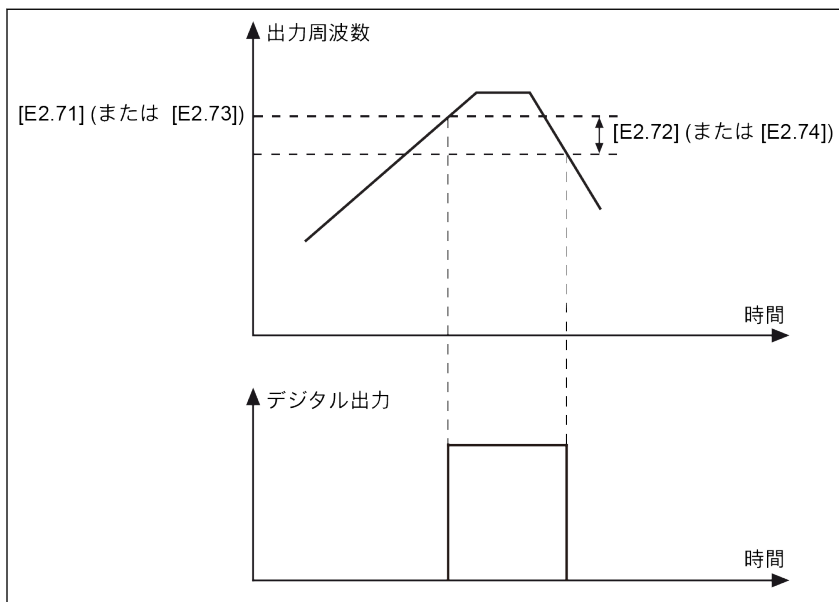 出力周波数
[E2.71] (または [E2.73])
[E2.72] (または [E2.74])
時間
デジタル出力
時間